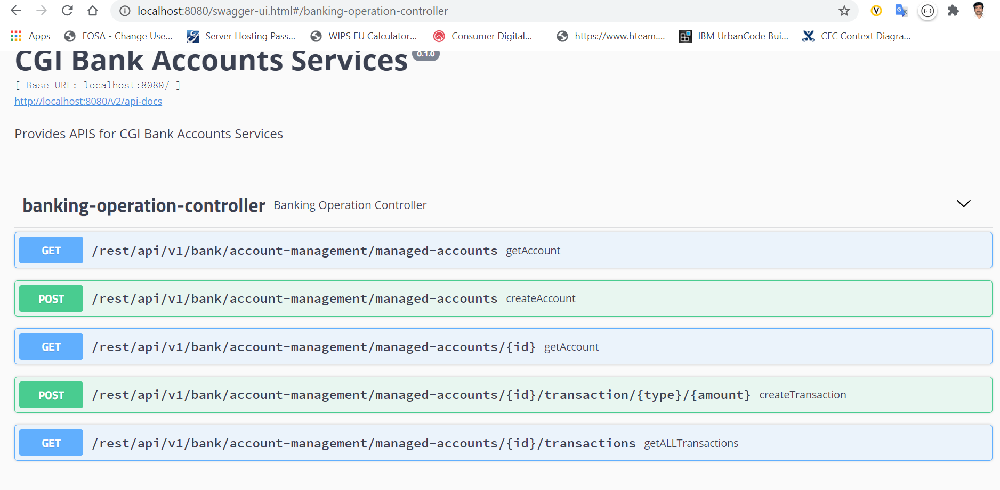 localhost:8080/swagger-ui.html#/banking-operation-controller
Apps FOSA - Change Use... Server Hosting Pass... WIPS EU Calculator... Consumer Digital... https://www.hteam.... IBM UrbanCode Bui... CFC Context Diagra...
CGI Bank Accounts Services 0.1.0
[ Base URL: localhost:8080/ ]
http://localhost:8080/v2/api-docs
Provides APIS for CGI Bank Accounts Services
banking-operation-controller Banking Operation Controller
GET /rest/api/v1/bank/account-management/managed-accounts getAccount
POST /rest/api/v1/bank/account-management/managed-accounts createAccount
GET /rest/api/v1/bank/account-management/managed-accounts/{id} getAccount
POST /rest/api/v1/bank/account-management/managed-accounts/{id}/transaction/{type}/{amount} createTransaction
GET /rest/api/v1/bank/account-management/managed-accounts/{id}/transactions getALLTransactions